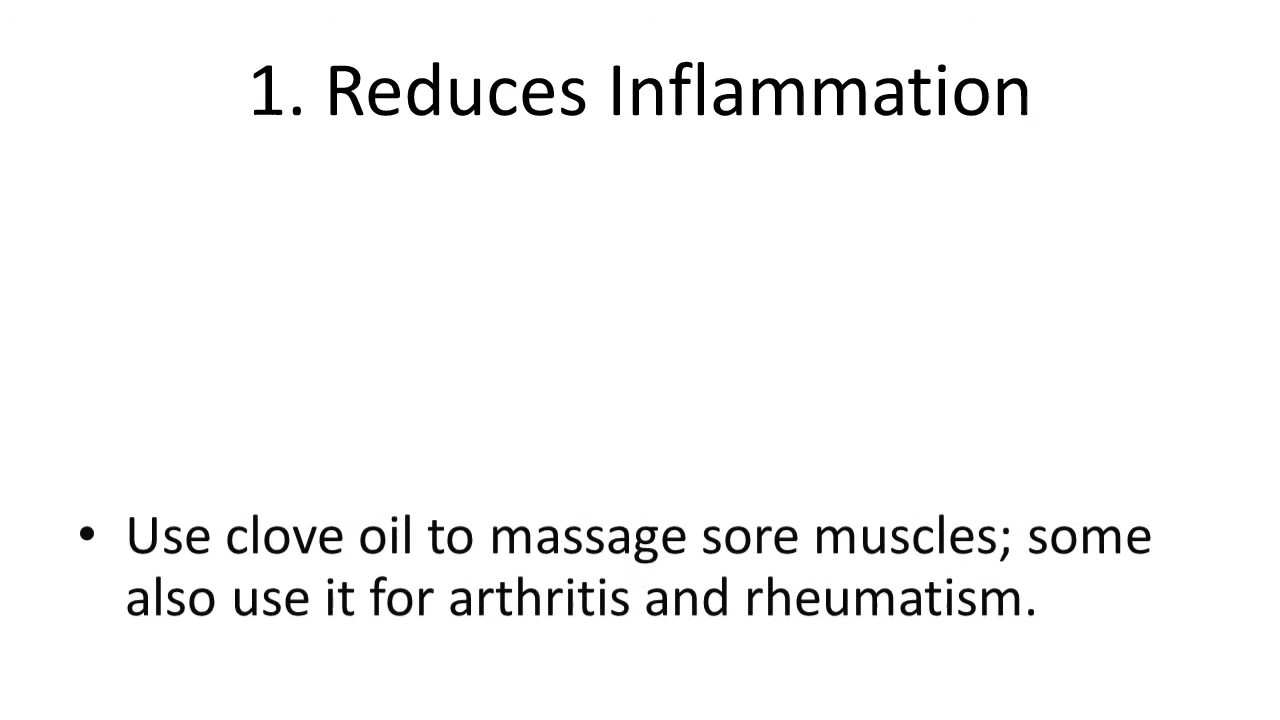 1. Reduces Inflammation
• Use clove oil to massage sore muscles; some
also use it for arthritis and rheumatism.